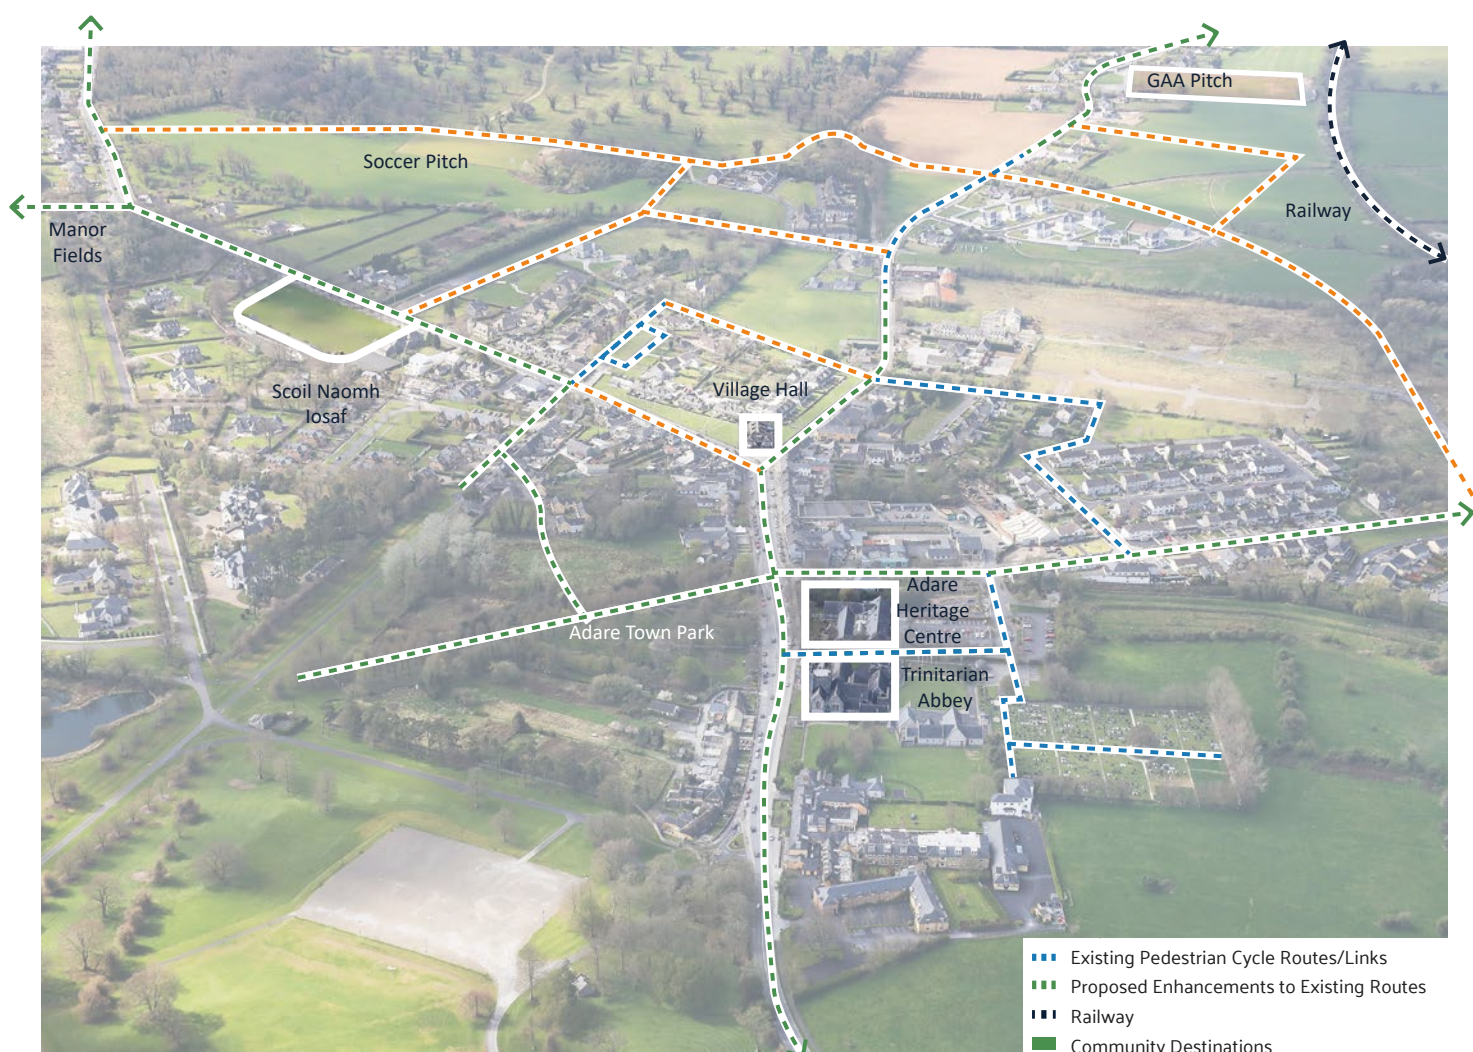 GAA Pitch
Soccer Pitch
Railway
Manor
Fields
Scoil Naomh
Iosaf
Village Hall
Adare
Heritage
Centre
Adare Town Park
Trinitarian
Abbey
Existing Pedestrian Cycle Routes/Links
Proposed Enhancements to Existing Routes
Railway
Community Destinations